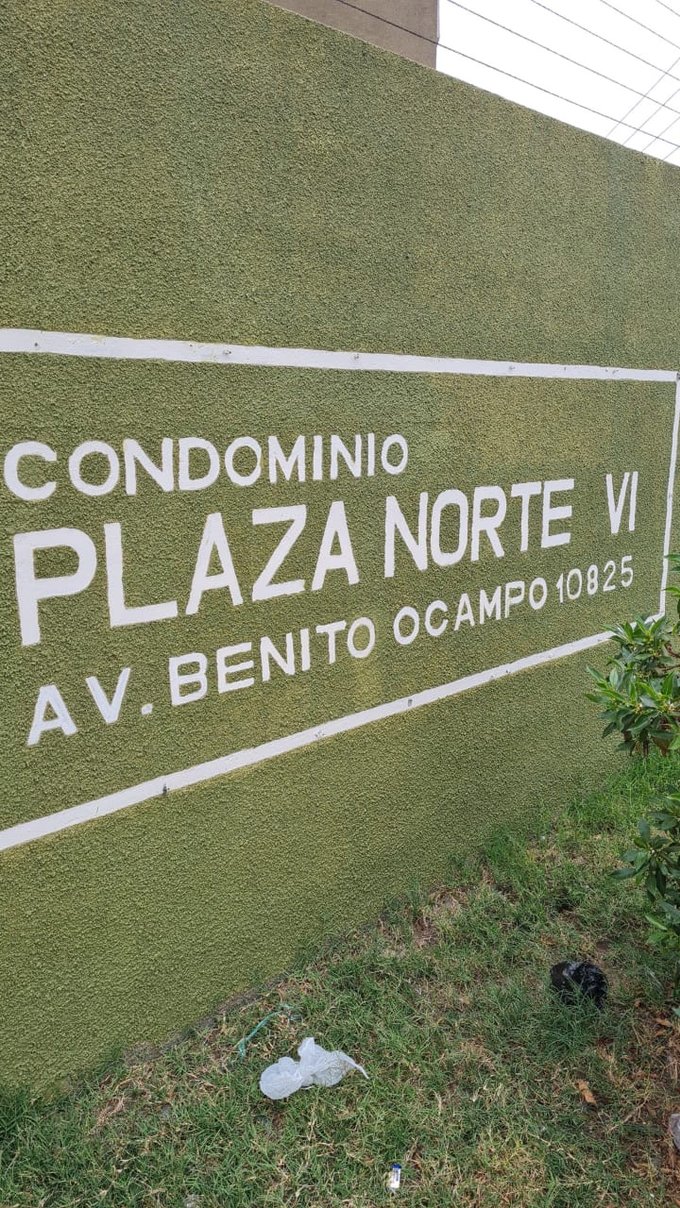 CONDOMINIO
PLAZA NORTE VI
AV. BENITO OCAMPO 10825